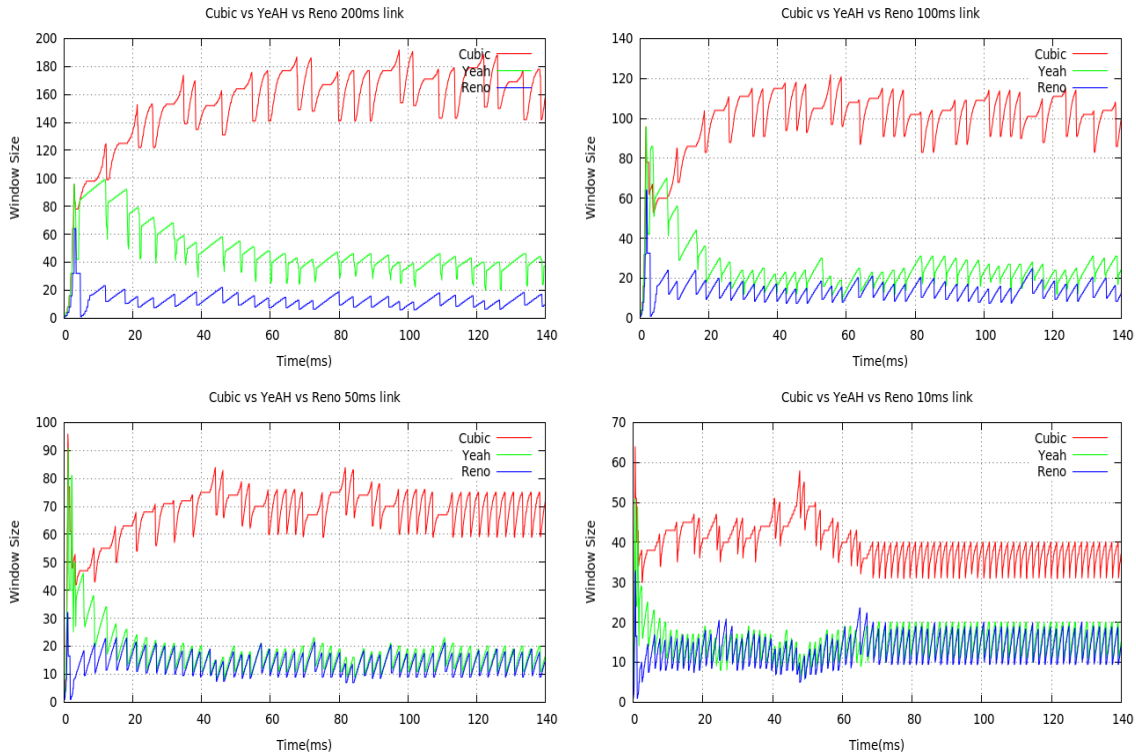 Cubic vs YeAH vs Reno 200ms link
200
180
160
140
120
100
80
60
40
20
0
Window Size
Cubic
Yeah
Reno
0 20 40 60 80 100 120 140
Time(ms)
Cubic vs YeAH vs Reno 100ms link
140
120
100
80
60
40
20
0
Window Size
Cubic
Yeah
Reno
0 20 40 60 80 100 120 140
Time(ms)
Cubic vs YeAH vs Reno 50ms link
100
90
80
70
60
50
40
30
20
10
0
Window Size
Cubic
Yeah
Reno
0 20 40 60 80 100 120 140
Time(ms)
Cubic vs YeAH vs Reno 10ms link
70
60
50
40
30
20
10
0
Window Size
Cubic
Yeah
Reno
0 20 40 60 80 100 120 140
Time(ms)